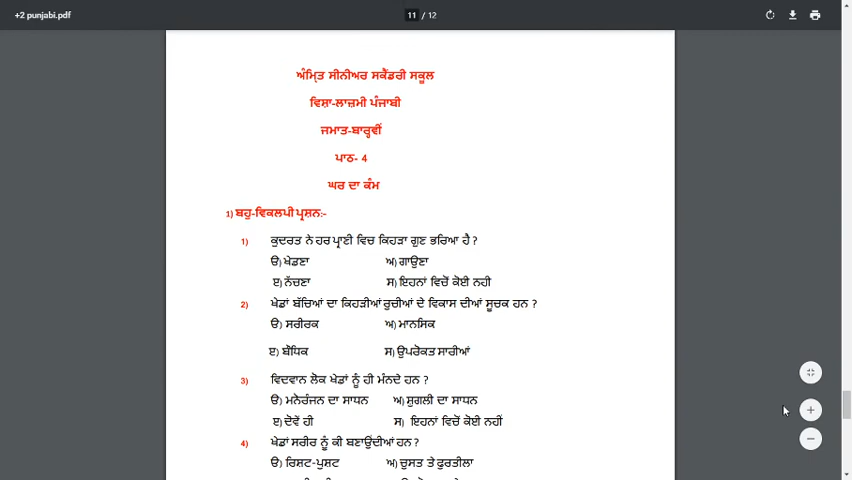 +2 punjabi.pdf
11 / 12
ਅੰਮ੍ਰਿਤ ਸੀਨੀਅਰ ਸਕੈਂਡਰੀ ਸਕੂਲ
ਵਿਸ਼ਾ-ਲਾਜ਼ਮੀ ਪੰਜਾਬੀ
ਜਮਾਤ-ਬਾਰ੍ਹਵੀਂ
ਪਾਠ- 4
ਘਰ ਦਾ ਕੰਮ
1) ਬਹੁ-ਵਿਕਲਪੀ ਪ੍ਰਸ਼ਨ:-
1) ਕੁਦਰਤ ਨੇ ਹਰ ਪ੍ਰਾਣੀ ਵਿਚ ਕਿਹੜਾ ਗੁਣ ਭਰਿਆ ਹੈ ?
ੳ) ਖੇਡਣਾ ਅ) ਗਾਉਣਾ
ੲ) ਨੱਚਣਾ ਸ) ਇਹਨਾਂ ਵਿਚੋਂ ਕੋਈ ਨਹੀ
2) ਖੇਡਾਂ ਬੱਚਿਆਂ ਦਾ ਕਿਹੜੀਆਂ ਰੁਚੀਆਂ ਦੇ ਵਿਕਾਸ ਦੀਆਂ ਸੂਚਕ ਹਨ ?
ੳ) ਸਰੀਰਕ ਅ) ਮਾਨਸਿਕ
ੲ) ਬੌਧਿਕ ਸ) ਉਪਰੋਕਤ ਸਾਰੀਆਂ
3) ਵਿਦਵਾਨ ਲੋਕ ਖੇਡਾਂ ਨੂੰ ਹੀ ਮੰਨਦੇ ਹਨ ?
ੳ) ਮਨੋਰੰਜਨ ਦਾ ਸਾਧਨ ਅ) ਸ਼ੁਗਲੀ ਦਾ ਸਾਧਨ
ੲ) ਦੋਵੇਂ ਹੀ ਸ) ਇਹਨਾਂ ਵਿਚੋਂ ਕੋਈ ਨਹੀਂ
4) ਖੇਡਾਂ ਸਰੀਰ ਨੂੰ ਕੀ ਬਣਾਉਂਦੀਆਂ ਹਨ ?
ੳ) ਰਿਸ਼ਟ-ਪੁਸ਼ਟ ਅ) ਚੁਸਤ ਤੇ ਫੁਰਤੀਲਾ